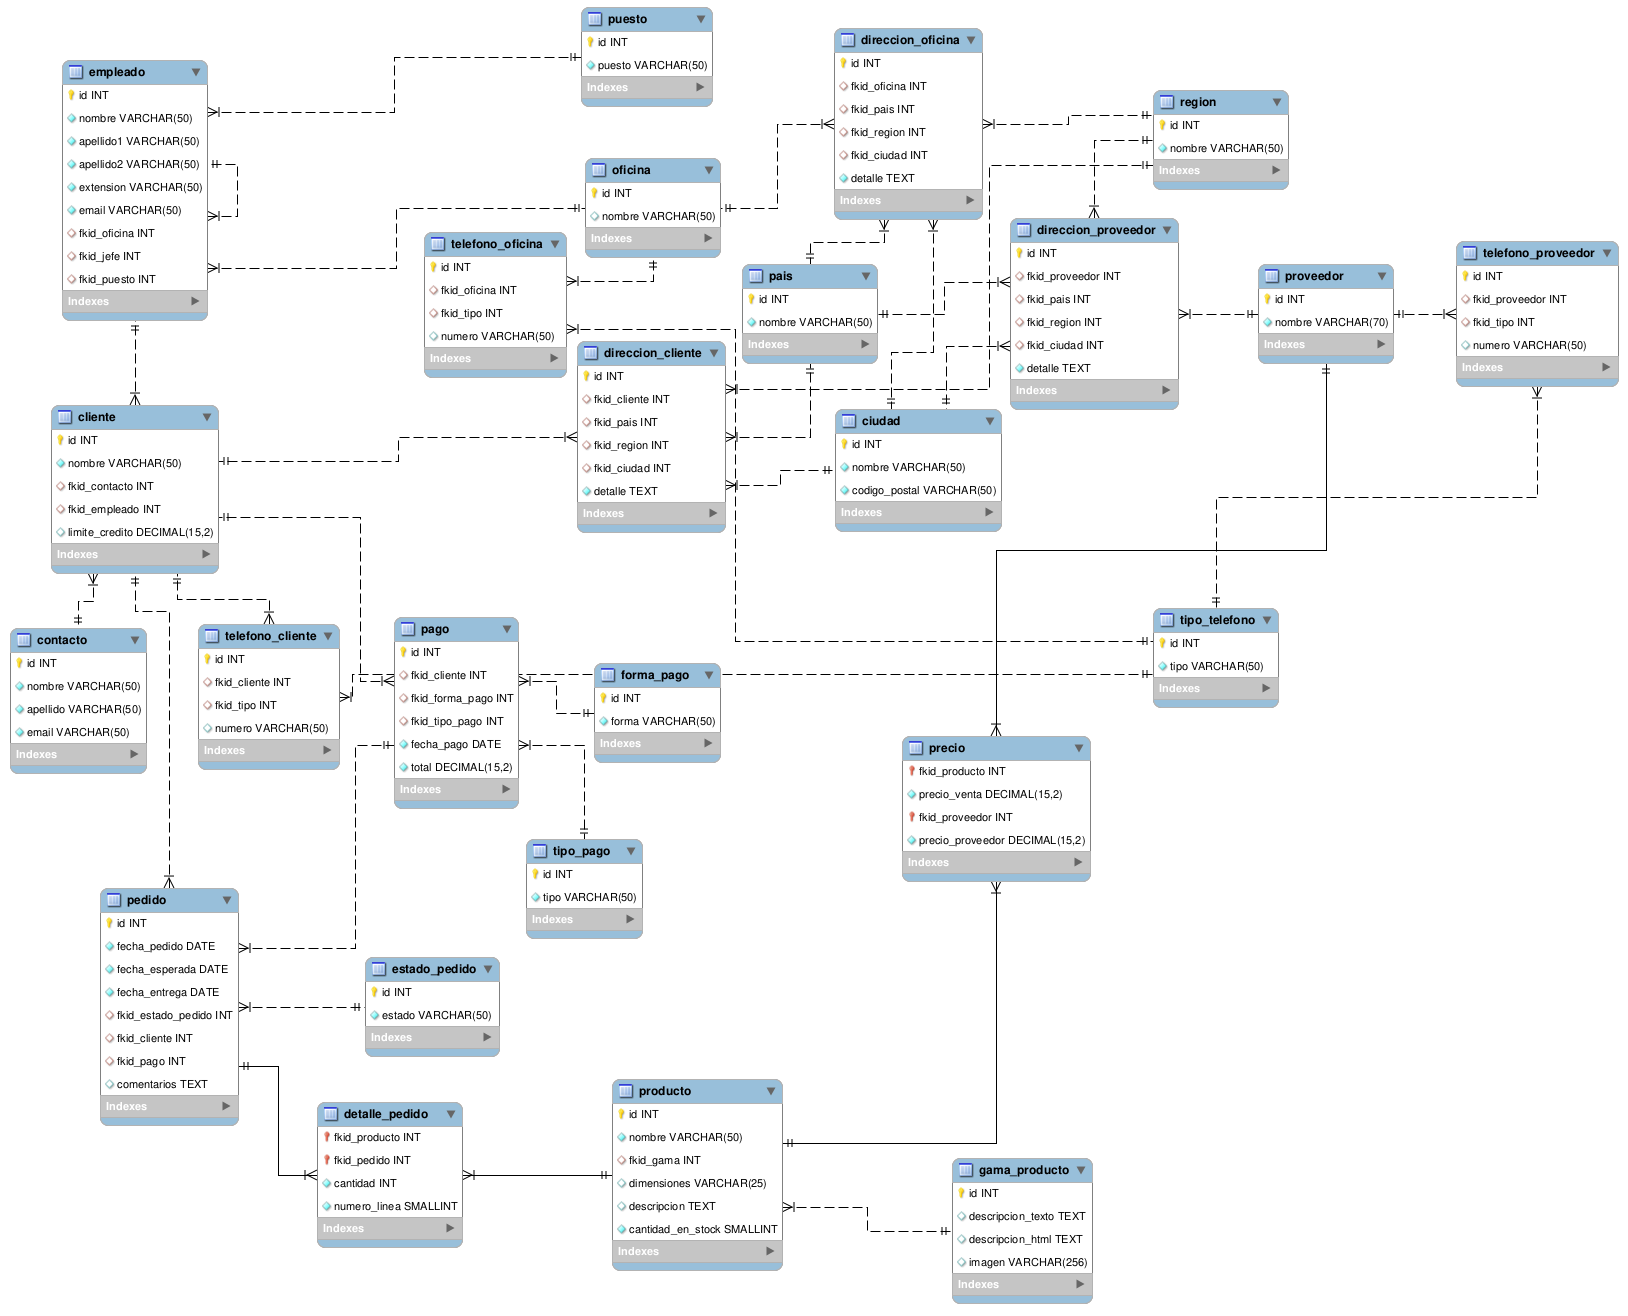 puesto
id INT
puesto VARCHAR(50)
Indexes
direccion_oficina
id INT
fkid_oficina INT
fkid_pais INT
fkid_region INT
fkid_ciudad INT
detalle TEXT
Indexes
empleado
id INT
nombre VARCHAR(50)
apellido1 VARCHAR(50)
apellido2 VARCHAR(50)
extension VARCHAR(50)
email VARCHAR(50)
fkid_oficina INT
fkid_jefe INT
fkid_puesto INT
Indexes
region
id INT
nombre VARCHAR(50)
Indexes
oficina
id INT
nombre VARCHAR(50)
Indexes
telefono_oficina
id INT
fkid_oficina INT
fkid_tipo INT
numero VARCHAR(50)
Indexes
direccion_proveedor
id INT
fkid_proveedor INT
fkid_pais INT
fkid_region INT
fkid_ciudad INT
detalle TEXT
Indexes
telefono_proveedor
id INT
fkid_proveedor INT
fkid_tipo INT
numero VARCHAR(50)
Indexes
pais
id INT
nombre VARCHAR(50)
Indexes
proveedor
id INT
nombre VARCHAR(70)
Indexes
direccion_cliente
id INT
fkid_cliente INT
fkid_pais INT
fkid_region INT
fkid_ciudad INT
detalle TEXT
Indexes
cliente
id INT
nombre VARCHAR(50)
fkid_contacto INT
fkid_empleado INT
limite_credito DECIMAL(15,2)
Indexes
ciudad
id INT
nombre VARCHAR(50)
codigo_postal VARCHAR(50)
Indexes
contacto
id INT
nombre VARCHAR(50)
apellido VARCHAR(50)
email VARCHAR(50)
Indexes
telefono_cliente
id INT
fkid_cliente INT
fkid_tipo INT
numero VARCHAR(50)
Indexes
pago
id INT
fkid_cliente INT
fkid_forma_pago INT
fkid_tipo_pago INT
fecha_pago DATE
total DECIMAL(15,2)
Indexes
forma_pago
id INT
forma VARCHAR(50)
Indexes
tipo_telefono
id INT
tipo VARCHAR(50)
Indexes
precio
fkid_producto INT
precio_venta DECIMAL(15,2)
fkid_proveedor INT
precio_proveedor DECIMAL(15,2)
Indexes
tipo_pago
id INT
tipo VARCHAR(50)
Indexes
pedido
id INT
fecha_pedido DATE
fecha_esperada DATE
fecha_entrega DATE
fkid_estado_pedido INT
fkid_cliente INT
fkid_pago INT
comentarios TEXT
Indexes
estado_pedido
id INT
estado VARCHAR(50)
Indexes
detalle_pedido
fkid_producto INT
fkid_pedido INT
cantidad INT
numero_linea SMALLINT
Indexes
producto
id INT
nombre VARCHAR(50)
fkid_gama INT
dimensiones VARCHAR(25)
descripcion TEXT
cantidad_en_stock SMALLINT
Indexes
gama_producto
id INT
descripcion_texto TEXT
descripcion_html TEXT
imagen VARCHAR(256)
Indexes